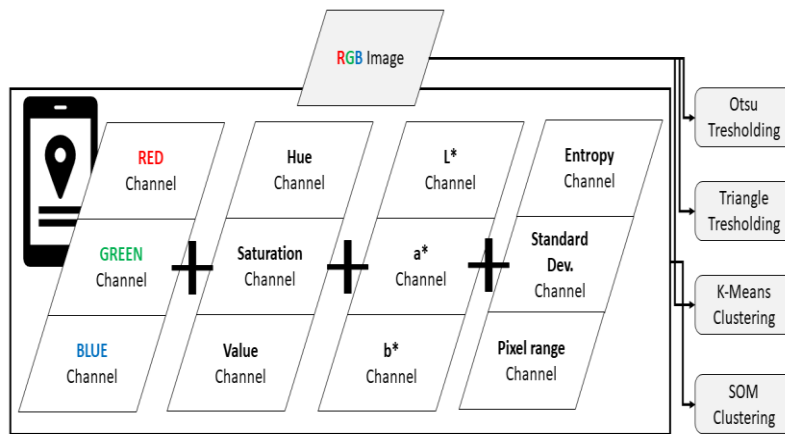 RGB Image
RED
Channel
GREEN
Channel
BLUE
Channel
Hue
Channel
Saturation
Channel
Value
Channel
L*
Channel
a*
Channel
b*
Channel
Entropy
Channel
Standard
Dev.
Channel
Pixel range
Channel
Otsu
Tresholding
Triangle
Tresholding
K-Means
Clustering
SOM
Clustering